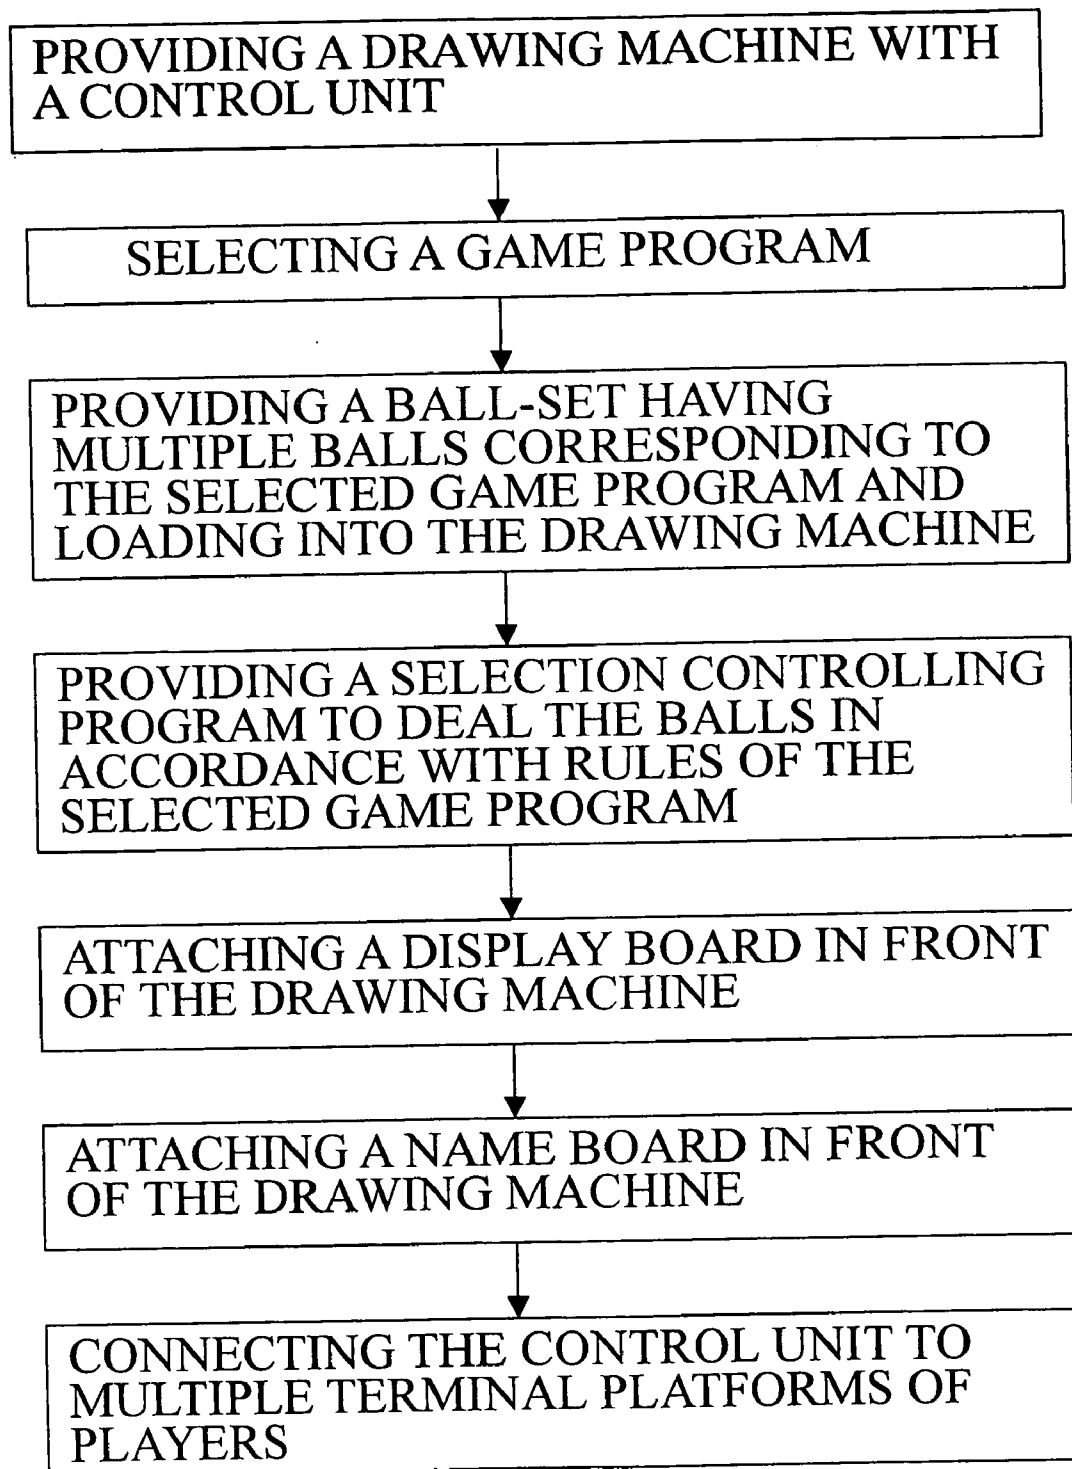 PROVIDING A DRAWING MACHINE WITH
A CONTROL UNIT
SELECTING A GAME PROGRAM
PROVIDING A BALL-SET HAVING
MULTIPLE BALLS CORRESPONDING TO
THE SELECTED GAME PROGRAM AND
LOADING INTO THE DRAWING MACHINE
PROVIDING A SELECTION CONTROLLING
PROGRAM TO DEAL THE BALLS IN
ACCORDANCE WITH RULES OF THE
SELECTED GAME PROGRAM
ATTACHING A DISPLAY BOARD IN FRONT
OF THE DRAWING MACHINE
ATTACHING A NAME BOARD IN FRONT
OF THE DRAWING MACHINE
CONNECTING THE CONTROL UNIT TO
MULTIPLE TERMINAL PLATFORMS OF
PLAYERS